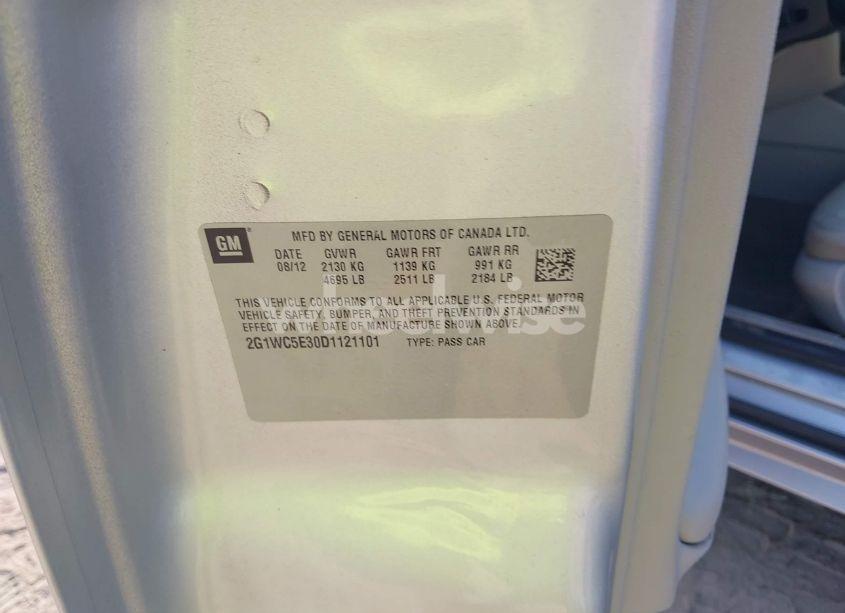 GM
MFD BY GENERAL MOTORS OF CANADA LTD.
DATE GVWR GAWR FRT GAWR RR
08/12 2130 KG 1139 KG 991 KG
4695 LB 2511 LB 2184 LB
THIS VEHICLE CONFORMS TO ALL APPLICABLE U.S. FEDERAL MOTOR
VEHICLE SAFETY, BUMPER, AND THEFT PREVENTION STANDARDS IN
EFFECT ON THE DATE OF MANUFACTURE SHOWN ABOVE.
2G1WC5E30D1121101 TYPE: PASS CAR